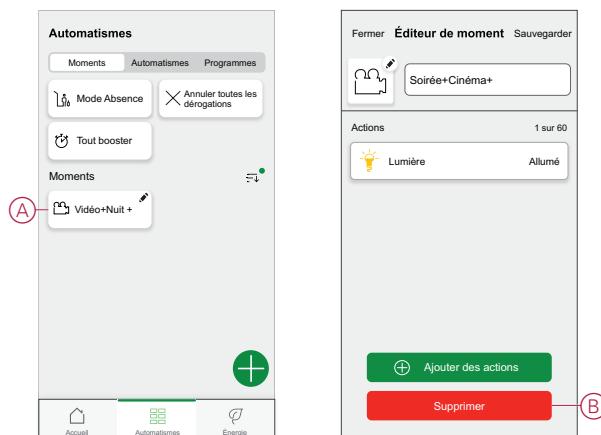 Automatismes
Moments Automatismes Programmes
Mode Absence
Annuler toutes les
dérogations
Tout booster
Moments
A
Vidéo+Nuit +
Accueil Automatismes Énergie
Fermer Éditeur de moment Sauvegarder
Soirée+Cinéma+
Actions 1 sur 60
Lumière Allumé
Ajouter des actions
Supprimer
B